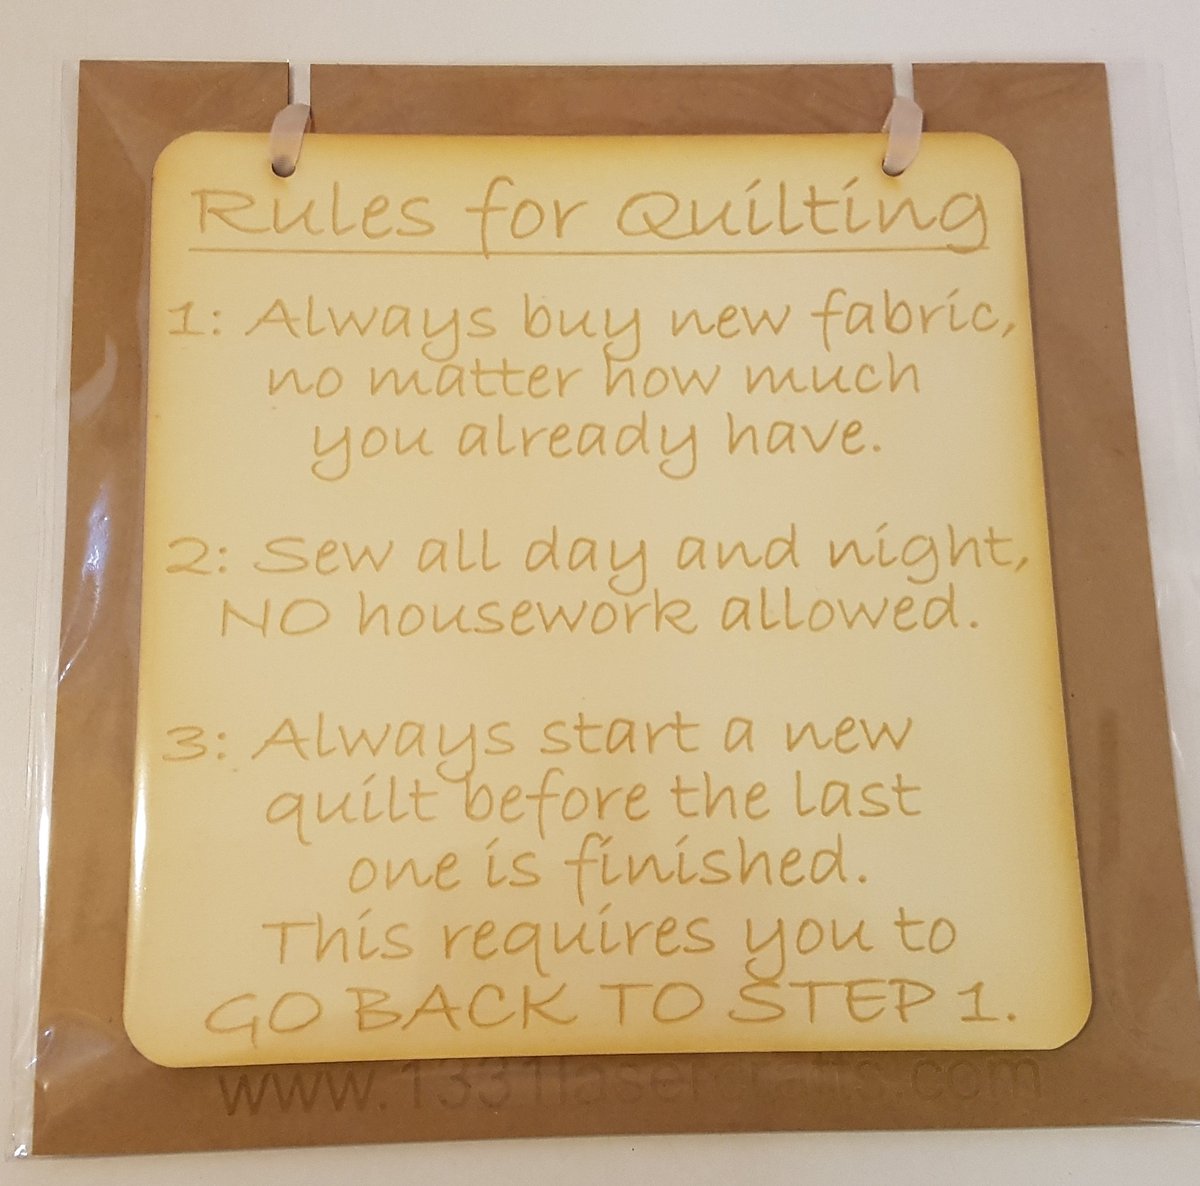 Rules for Quilting
1: Always buy new fabric,
no matter how much
you already have.
2: Sew all day and night,
NO housework allowed.
3: Always start a new
quilt before the last
one is finished.
This requires you to
GO BACK TO STEP 1.
www.1331lasercrafts.com